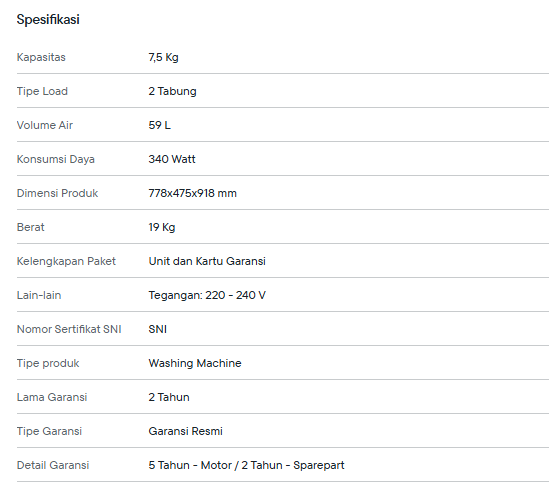 Spesifikasi
Kapasitas 7,5 Kg
Tipe Load 2 Tabung
Volume Air 59 L
Konsumsi Daya 340 Watt
Dimensi Produk 778x475x918 mm
Berat 19 Kg
Kelengkapan Paket Unit dan Kartu Garansi
Lain-lain Tegangan: 220 - 240 V
Nomor Sertifikat SNI SNI
Tipe produk Washing Machine
Lama Garansi 2 Tahun
Tipe Garansi Garansi Resmi
Detail Garansi 5 Tahun - Motor / 2 Tahun - Sparepart